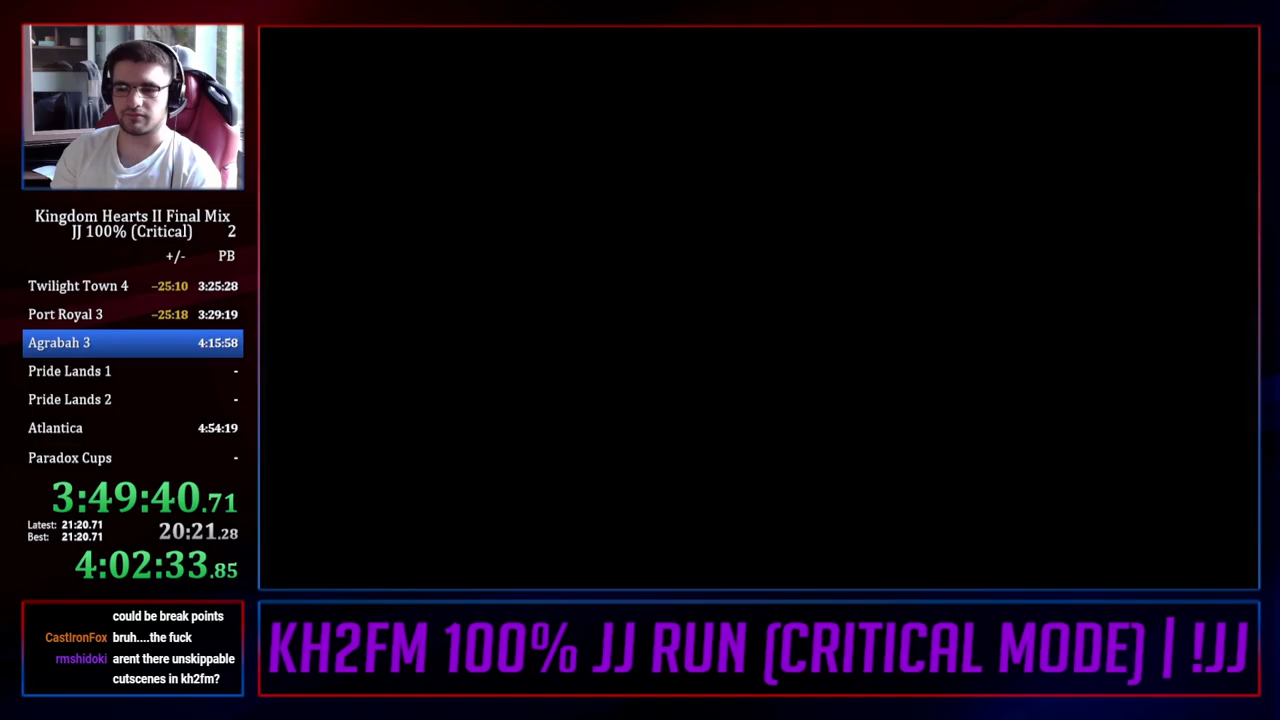 Kingdom Hearts II Final Mix
JJ 100% (Critical) 2
+/- PB
Twilight Town 4 −25:10 3:25:28
Port Royal 3 −25:18 3:29:19
Agrabah 3 4:15:58
Pride Lands 1 -
Pride Lands 2 -
Atlantica 4:54:19
Paradox Cups -
3:49:40.71
Latest: 21:20.71 20:21.28
Best: 21:20.71
4:02:33.85
could be break points
CastIronFox bruh....the fuck
rmshidoki arent there unskippable
cutscenes in kh2fm?
KH2FM 100% JJ RUN (CRITICAL MODE) | !JJ